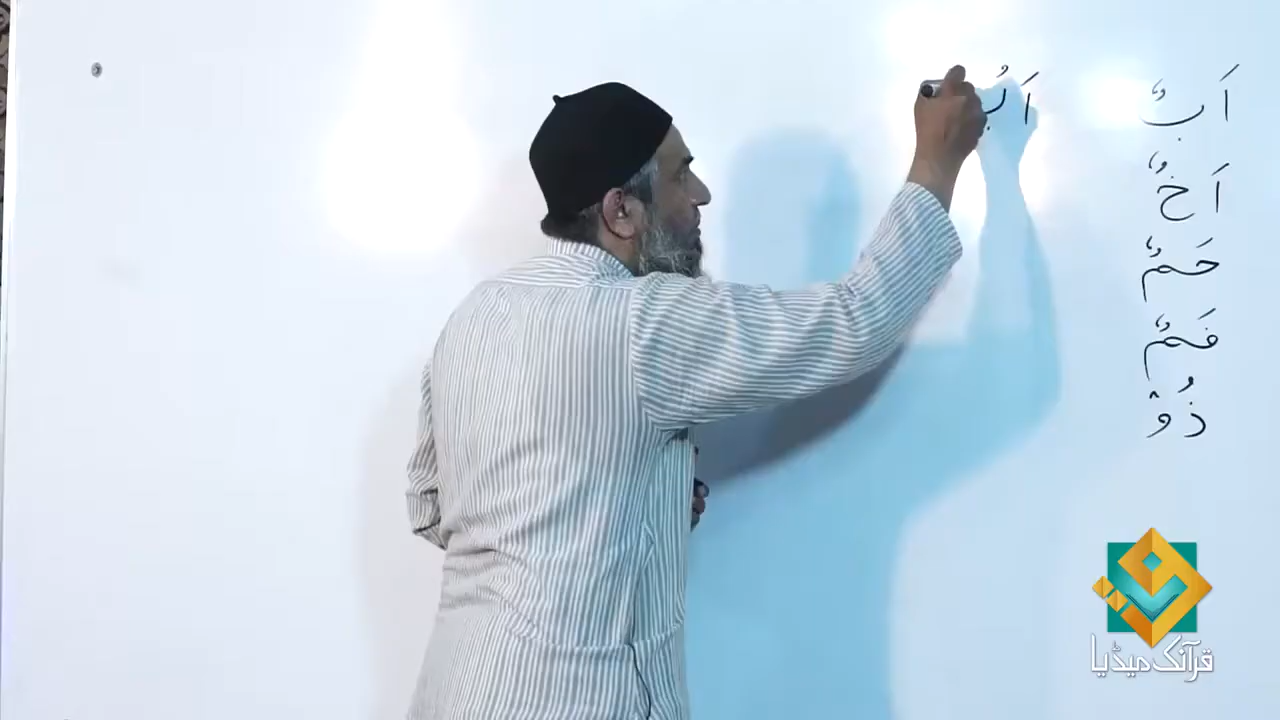 اَبٌ
اَخٌ
حَمٌ
فَمٌ
ذُوْ
اَبُ
قرآنک میڈیا